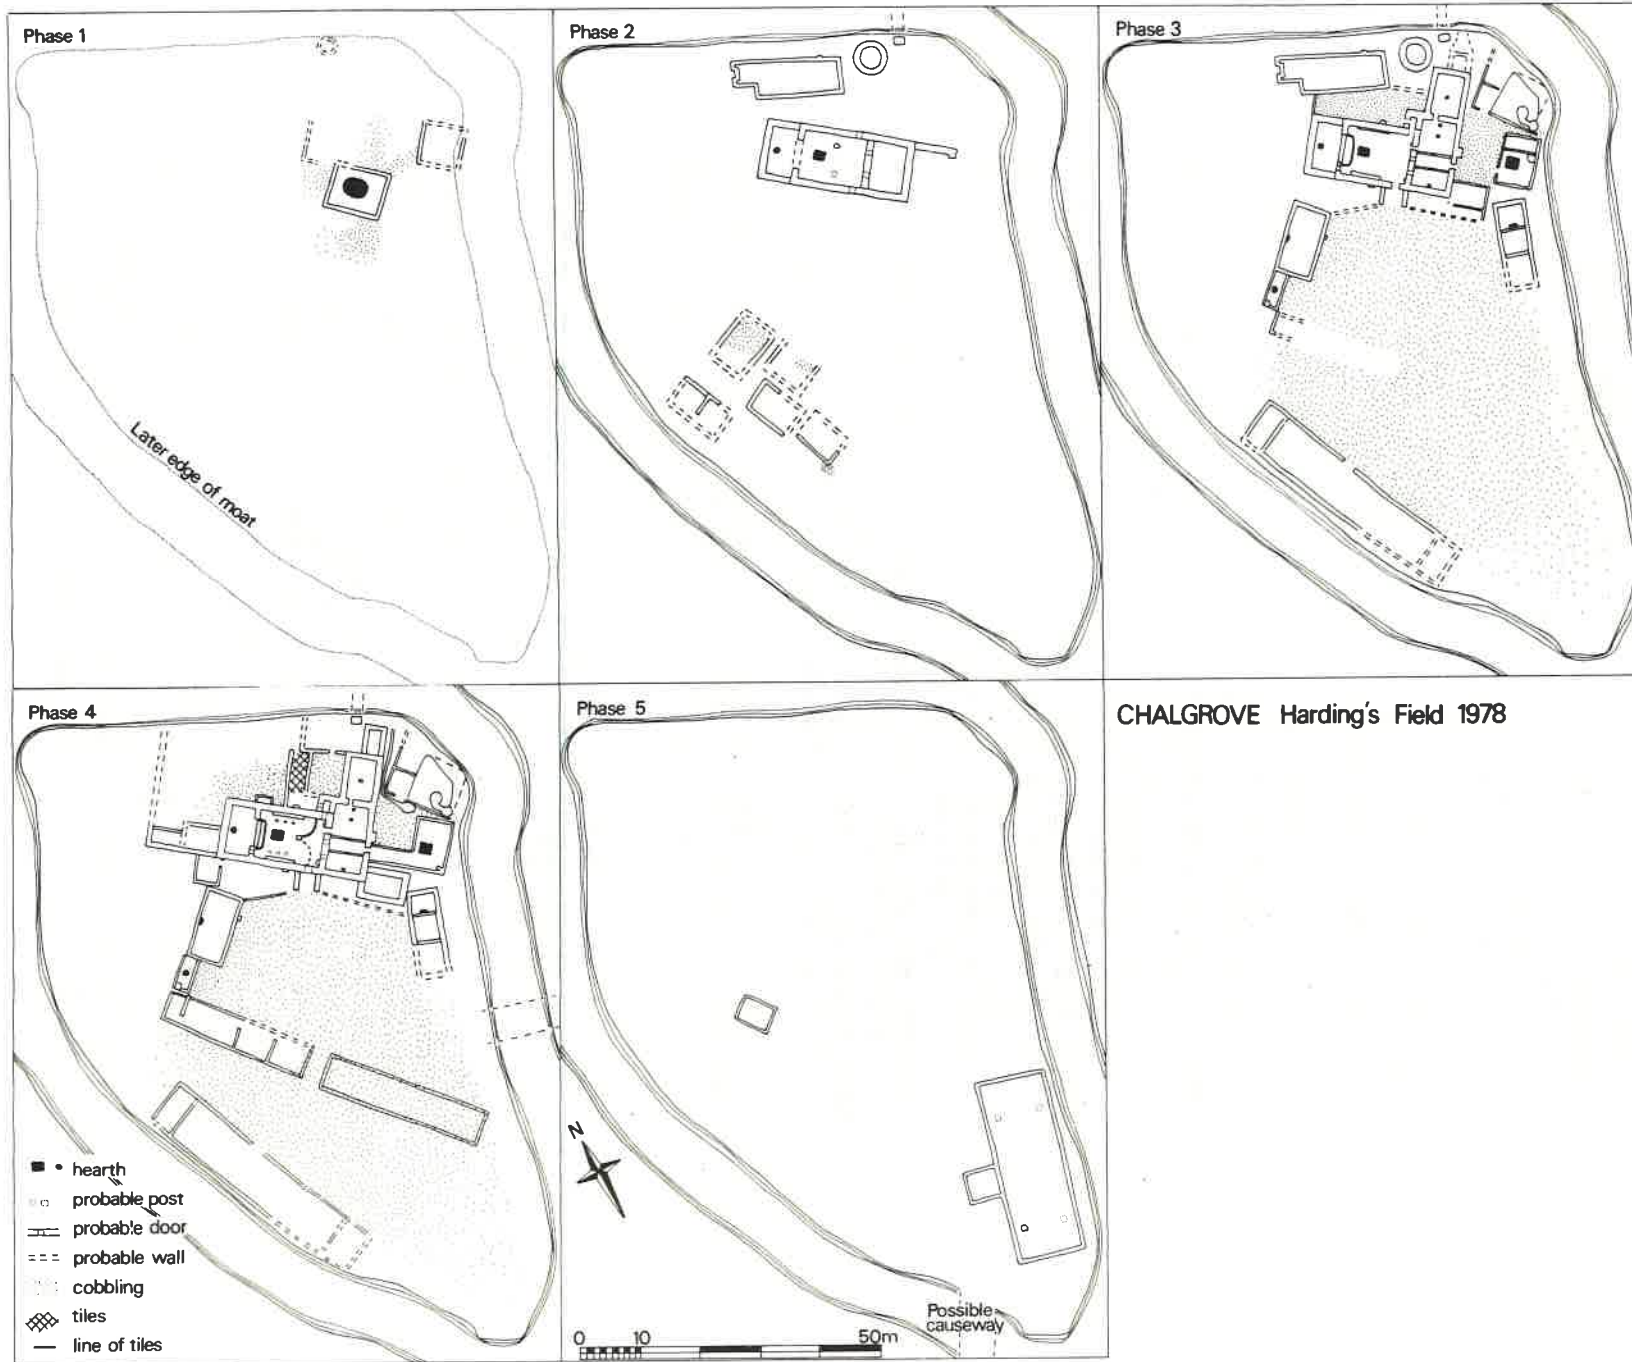 Phase 1
Phase 2
Phase 3
Later edge of moat
Phase 4
Phase 5
CHALGROVE Harding's Field 1978
hearth
probable post
probable door
probable wall
cobbling
tiles
line of tiles
N
Possible
causeway
0 10 50m